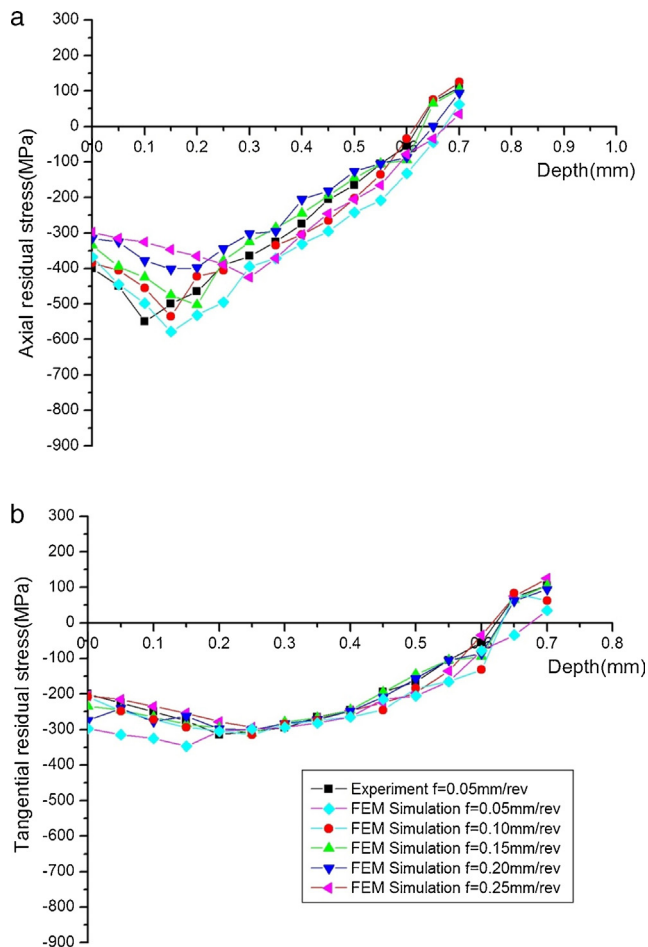 a
300
200
100
0
-100
-200
-300
-400
-500
-600
-700
-800
-900
Axial residual stress(MPa)
0.0 0.1 0.2 0.3 0.4 0.5 0.6 0.7 0.8 0.9 1.0
Depth(mm)
b
300
200
100
0
-100
-200
-300
-400
-500
-600
-700
-800
-900
Tangential residual stress(MPa)
0.0 0.1 0.2 0.3 0.4 0.5 0.6 0.7 0.8
Depth(mm)
Experiment f=0.05mm/rev
FEM Simulation f=0.05mm/rev
FEM Simulation f=0.10mm/rev
FEM Simulation f=0.15mm/rev
FEM Simulation f=0.20mm/rev
FEM Simulation f=0.25mm/rev